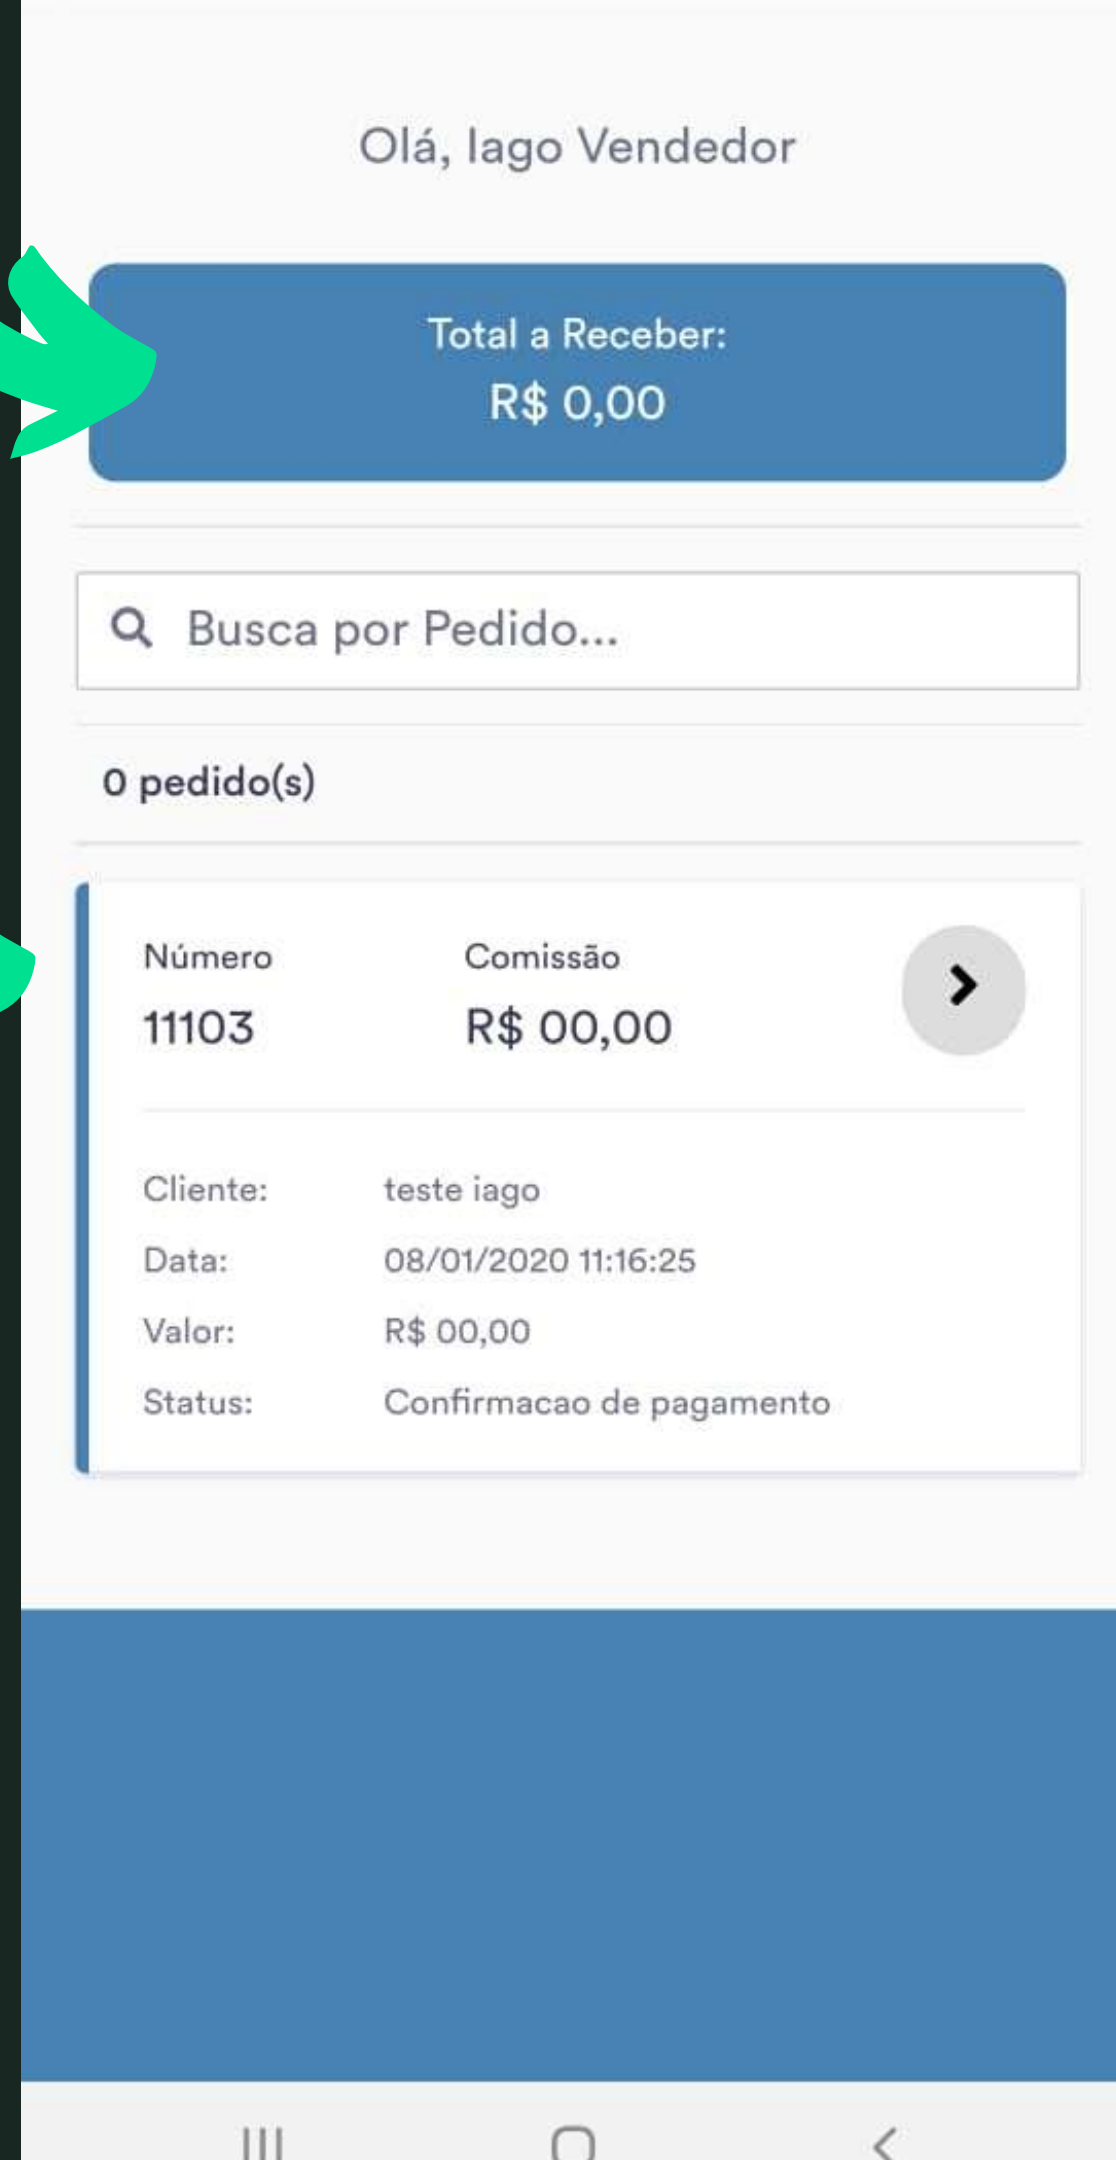 Olá, Iago Vendedor
Total a Receber:
R$ 0,00
Busca por Pedido...
0 pedido(s)
Número Comissão
11103 R$ 00,00
Cliente: teste iago
Data: 08/01/2020 11:16:25
Valor: R$ 00,00
Status: Confirmacao de pagamento